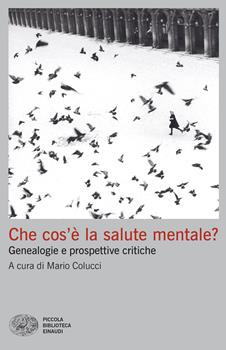 Che cos'è la salute mentale?
Genealogie e prospettive critiche
A cura di Mario Colucci
PICCOLA
BIBLIOTECA
EINAUDI